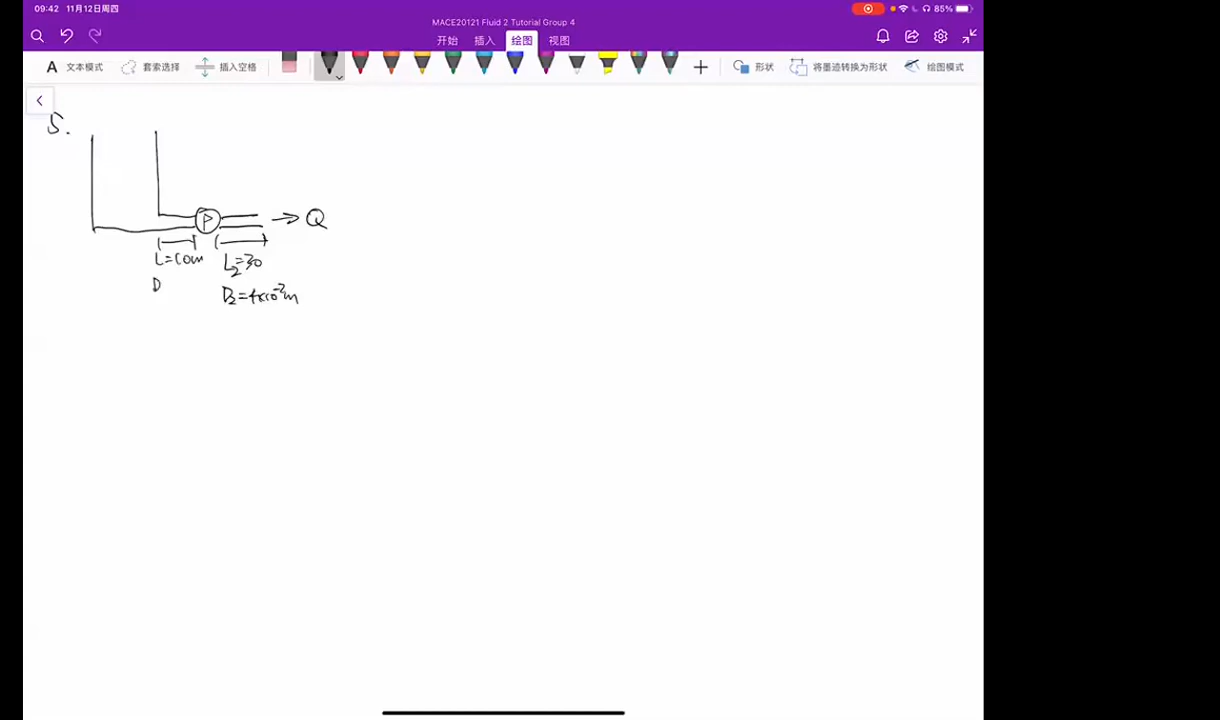 09:42 11月12日周四
85%
MACE20121 Fluid 2 Tutorial Group 4
开始 插入 绘图 视图
A 文本模式 套索选择 插入空格 形状 将墨迹转换为形状 绘图模式
5.
P → Q
L=10m L₂=30
D D₂=4×10⁻²m